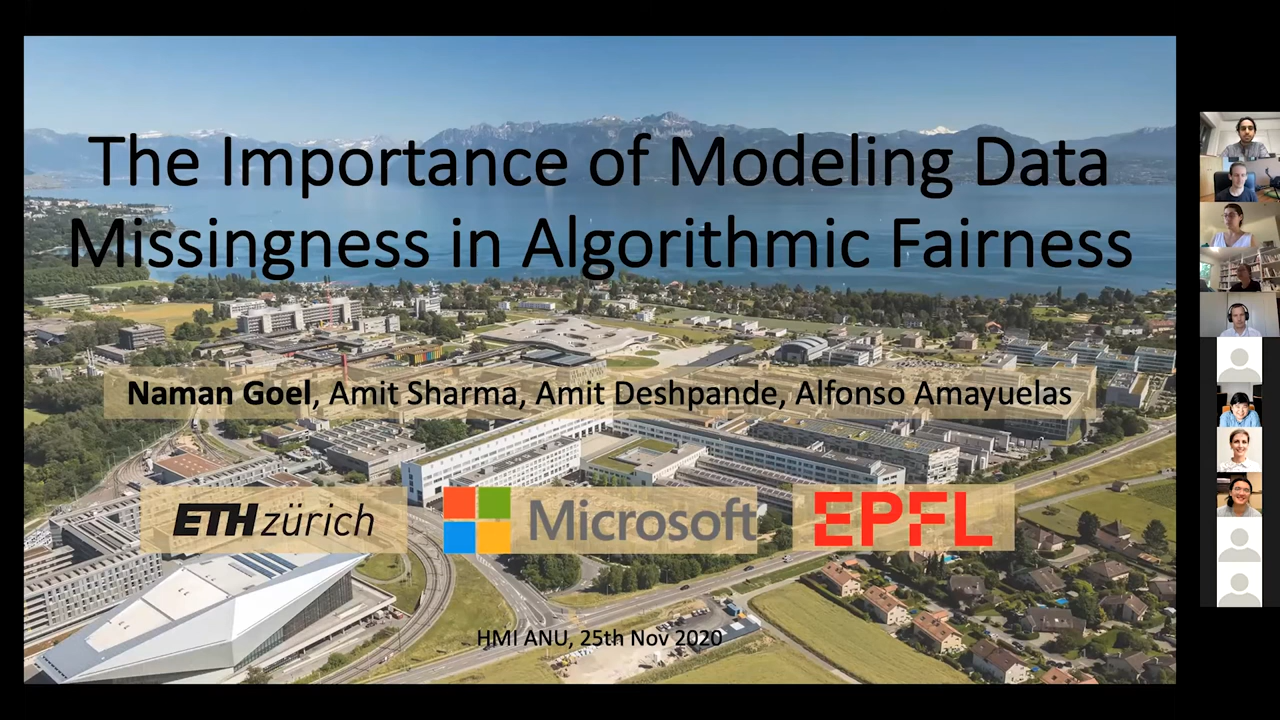 The Importance of Modeling Data
Missingness in Algorithmic Fairness
Naman Goel, Amit Sharma, Amit Deshpande, Alfonso Amayuelas
ETH zürich
Microsoft
EPFL
HMI ANU, 25th Nov 2020